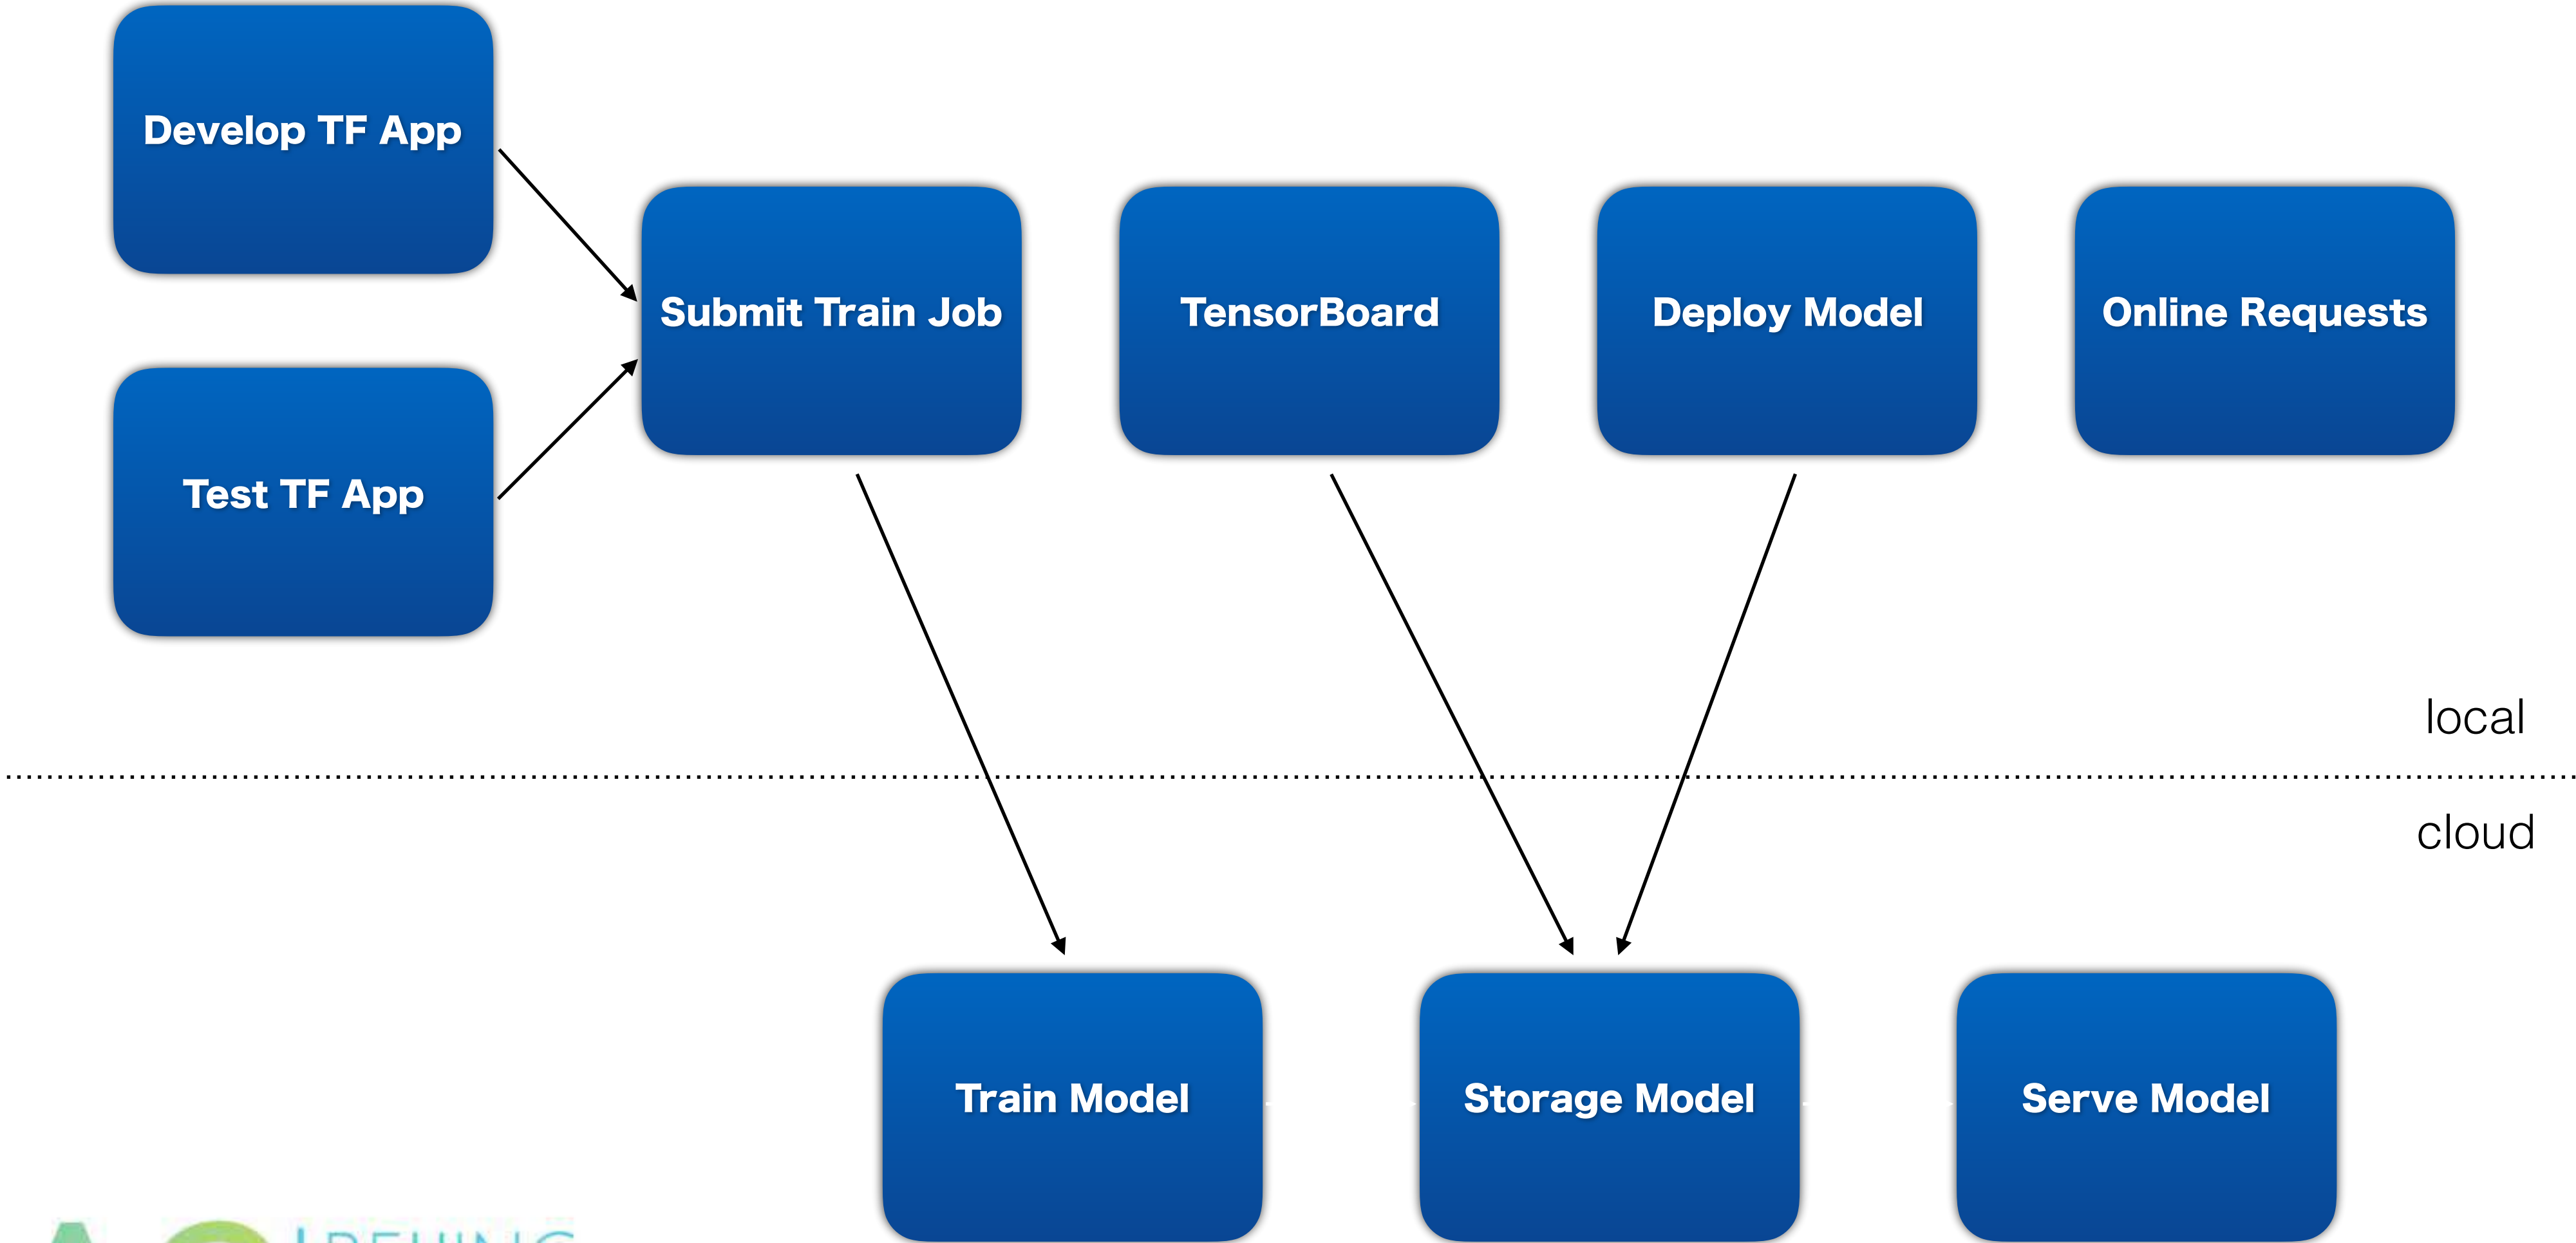 Develop TF App
Submit Train Job
TensorBoard
Deploy Model
Online Requests
Test TF App
local
cloud
Train Model
Storage Model
Serve Model